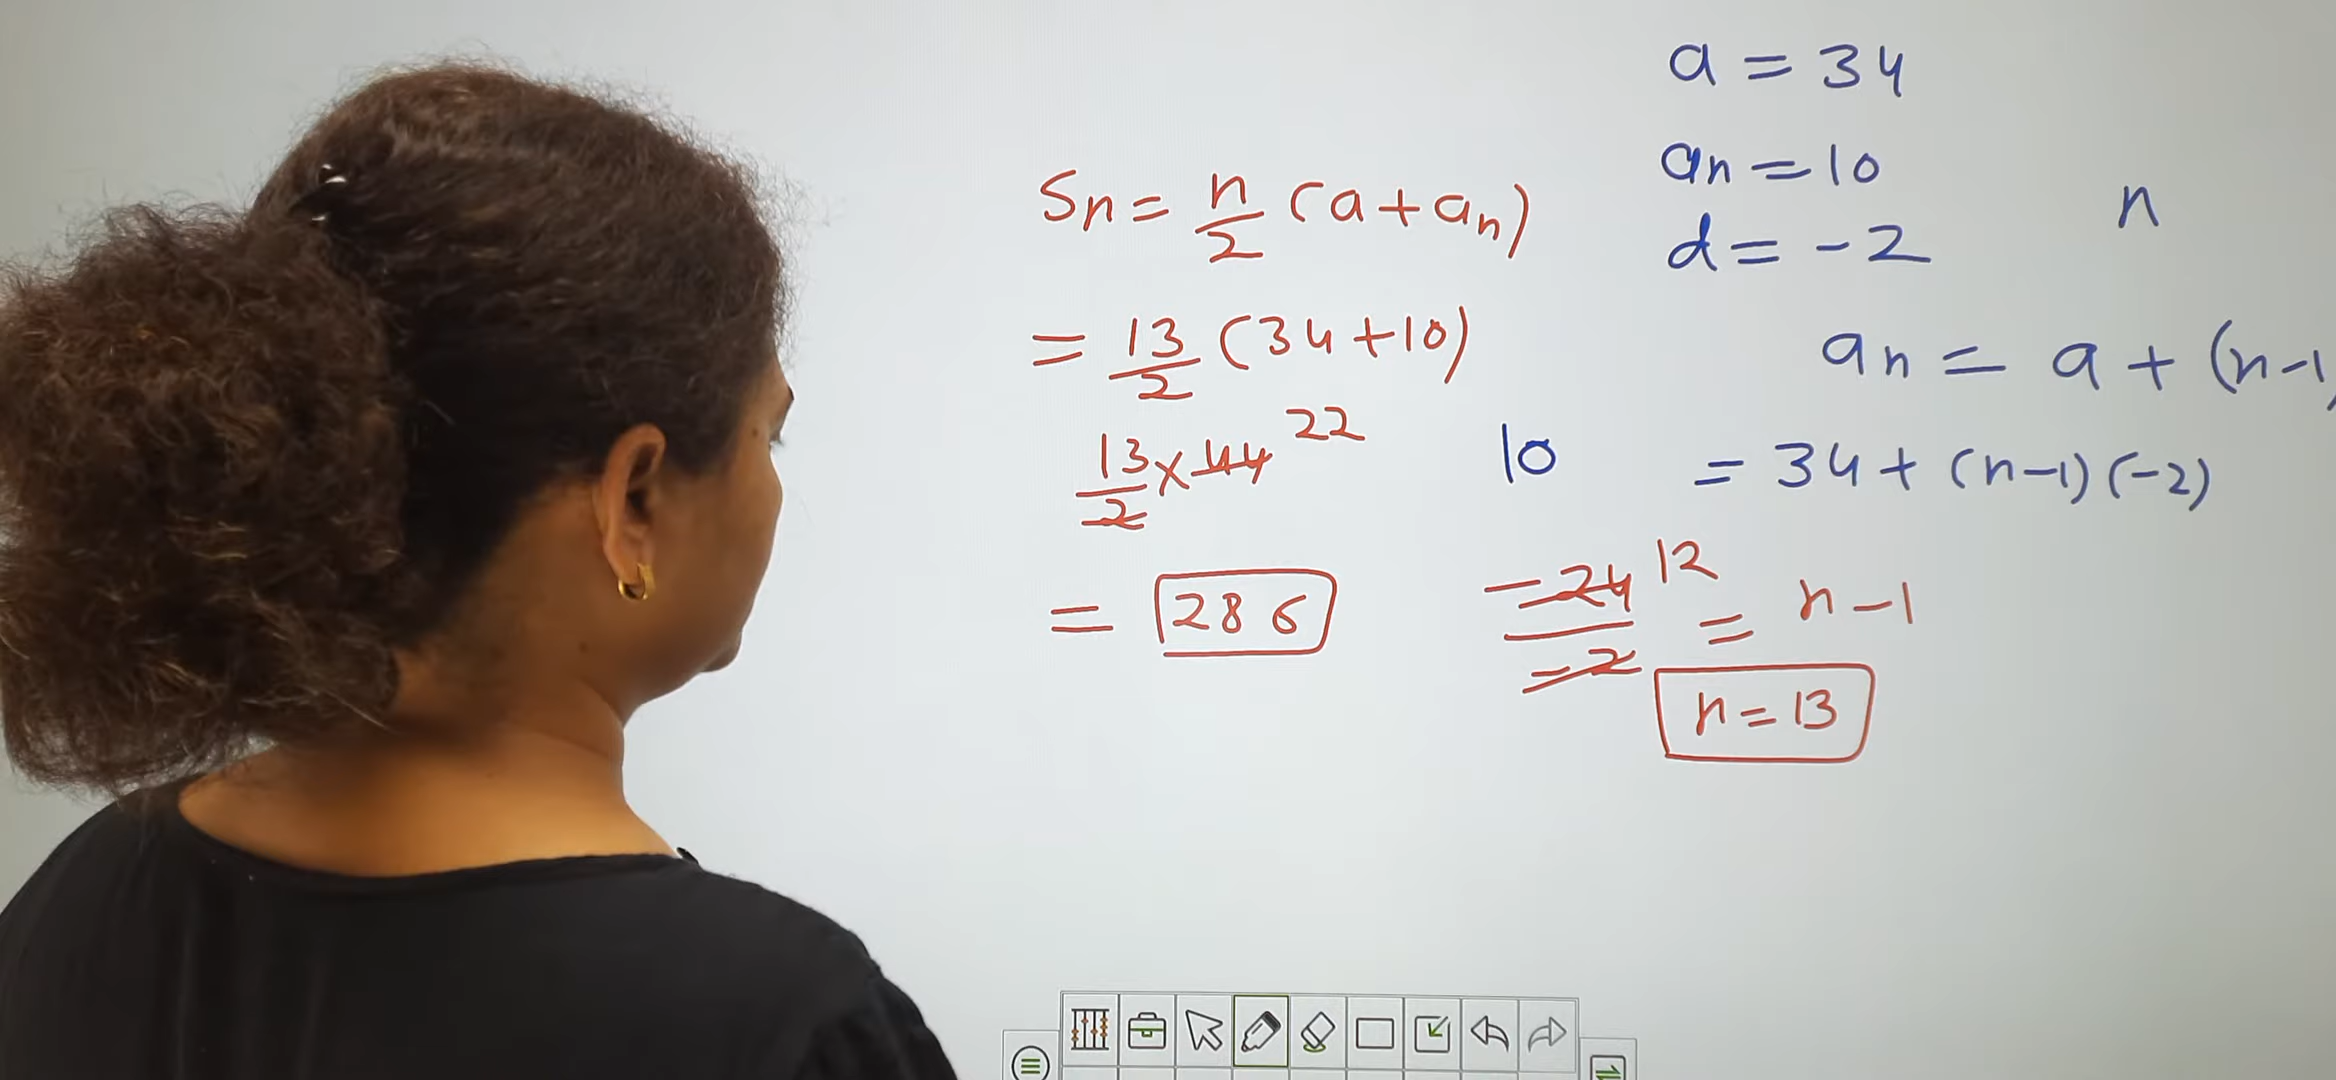 a = 34
an = 10
n
d = -2
Sn = n/2 (a + an)
= 13/2 (34 + 10)
an = a + (n-1)
13/2 × 44 22
10 = 34 + (n-1)(-2)
-24/-2 12 = n-1
= 286
n = 13